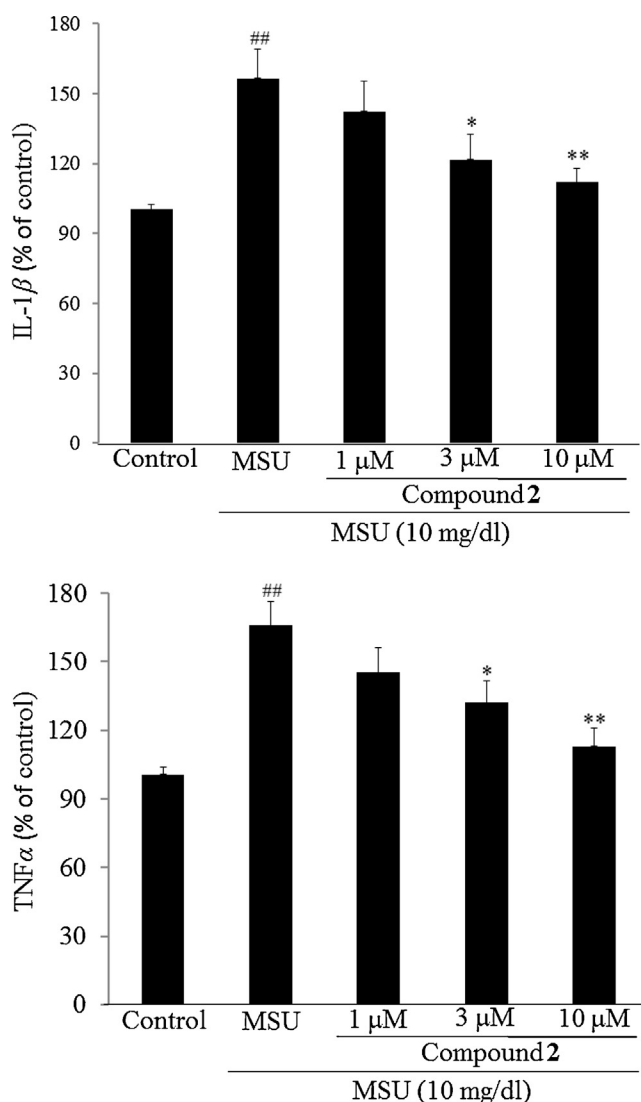 180
##
150
*
120
**
90
60
30
0
IL-1β (% of control)
Control MSU 1 μM 3 μM 10 μM
Compound 2
MSU (10 mg/dl)
180
##
150
*
120
**
90
60
30
0
TNFα (% of control)
Control MSU 1 μM 3 μM 10 μM
Compound 2
MSU (10 mg/dl)